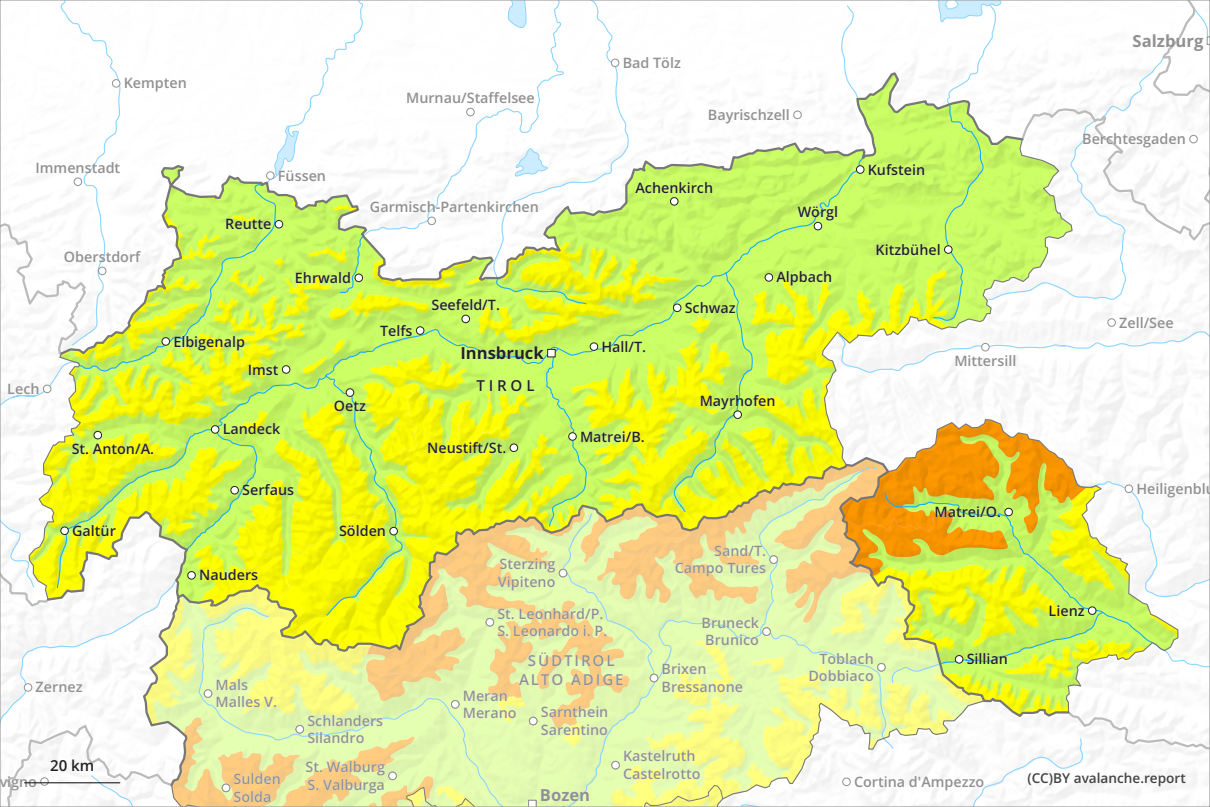 Salzburg
Bad Tölz
Kempten
Murnau/Staffelsee
Bayrischzell
Berchtesgaden
Immenstadt
Füssen
Kufstein
Achenkirch
Garmisch-Partenkirchen
Wörgl
Reutte
Kitzbühel
Oberstdorf
Ehrwald
Alpbach
Seefeld/T.
Schwaz
Telfs
Zell/See
Elbigenalp
Innsbruck
Hall/T.
Mittersill
Imst
TIROL
Lech
Oetz
Mayrhofen
Landeck
Matrei/B.
St. Anton/A.
Neustift/St.
Serfaus
Heiligenblu
Matrei/O.
Galtür
Sölden
Sand/T.
Campo Tures
Sterzing
Vipiteno
Nauders
Lienz
St. Leonhard/P.
S. Leonardo i. P.
Bruneck
Brunico
SÜDTIROL
ALTO ADIGE
Sillian
Toblach
Dobbiaco
Brixen
Bressanone
Zernez
Mals
Malles V.
Meran
Merano
Sarnthein
Sarentino
Schlanders
Silandro
Kastelruth
Castelrotto
20 km
St. Walburg
S. Valburga
vigno
Sulden
Solda
Cortina d'Ampezzo
(CC)BY avalanche.report
Bozen